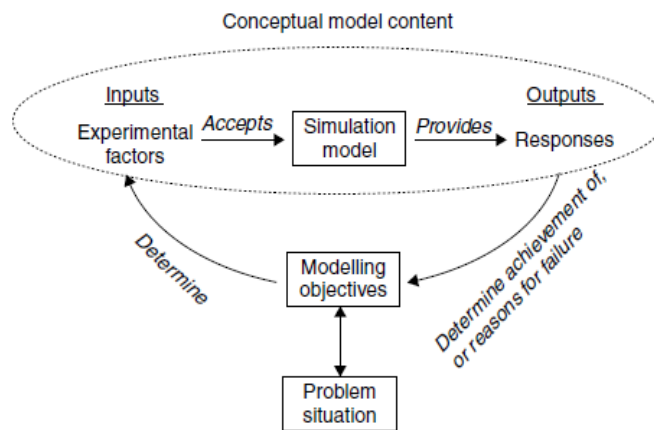 Conceptual model content
Inputs
Outputs
Experimental
factors
Accepts
Simulation
model
Provides
Responses
Determine
Modelling
objectives
Determine achievement of,
or reasons for failure
Problem
situation